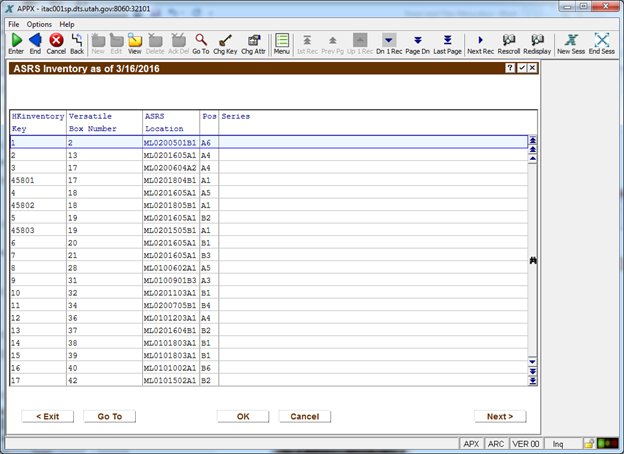 APPX - itac001sp.dts.utah.gov:8060:32101
File Options Help
Enter End Cancel Back New Edit View Delete Ack Del Go To Chg Key Chg Attr Menu 1st Rec Prev Pg Up 1 Rec Dn 1 Rec Page Dn Last Page Next Rec Rescroll Redisplay New Sess End Sess
ASRS Inventory as of 3/16/2016
HKinventory Versatile ASRS Pos Series
Key Box Number Location
1 2 ML0200501B1 A6
2 13 ML0201605A1 A4
3 17 ML0200604A2 A4
45801 17 ML0201804B1 A1
4 18 ML0201605A1 A5
45802 18 ML0201805B1 A1
5 19 ML0201605A1 B2
45803 19 ML0201505B1 A1
6 20 ML0201605A1 B1
7 21 ML0201605A1 B3
8 28 ML0100602A1 A5
9 31 ML0100901B3 A3
10 32 ML0201103A1 B1
11 34 ML0200705B1 B4
12 36 ML0101203A1 A4
13 37 ML0201604B1 B2
14 38 ML0101803A1 B1
15 39 ML0101803A1 B1
16 40 ML0101002A1 B6
17 42 ML0101502A1 B2
< Exit Go To OK Cancel Next >
APX ARC VER 00 Inq